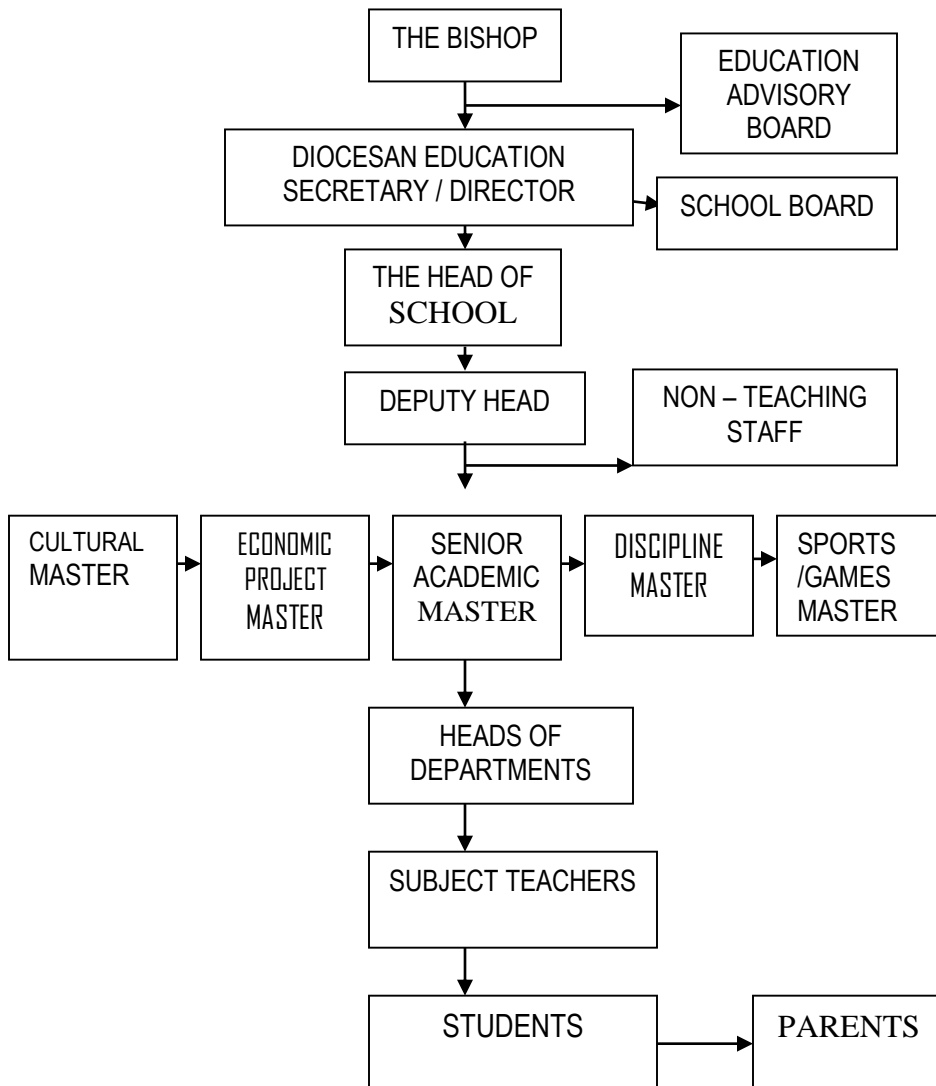 THE BISHOP
EDUCATION
ADVISORY
BOARD
DIOCESAN EDUCATION
SECRETARY / DIRECTOR
SCHOOL BOARD
THE HEAD OF
SCHOOL
DEPUTY HEAD
NON – TEACHING
STAFF
CULTURAL
MASTER
ECONOMIC
PROJECT
MASTER
SENIOR
ACADEMIC
MASTER
DISCIPLINE
MASTER
SPORTS
/GAMES
MASTER
HEADS OF
DEPARTMENTS
SUBJECT TEACHERS
STUDENTS
PARENTS